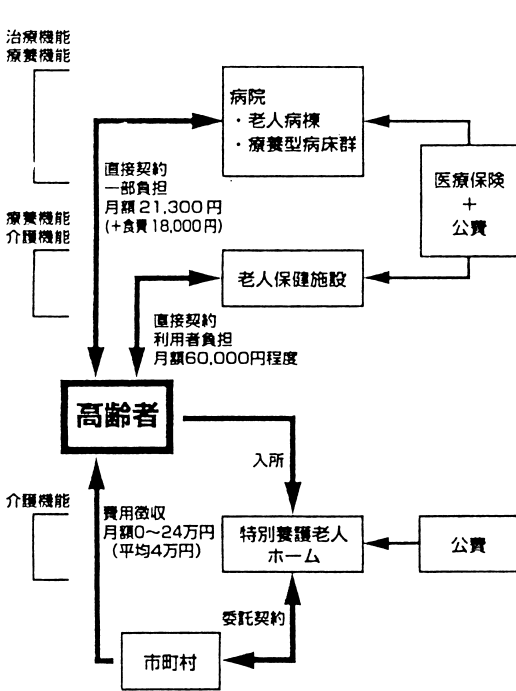 治療機能
療養機能
病院
・老人病棟
・療養型病床群
直接契約
一部負担
月額21,300円
(+食費18,000円)
医療保険
+
公費
療養機能
介護機能
老人保健施設
直接契約
利用者負担
月額60,000円程度
高齢者
入所
介護機能
費用徴収
月額0〜24万円
(平均4万円)
特別養護老人
ホーム
公費
委託契約
市町村